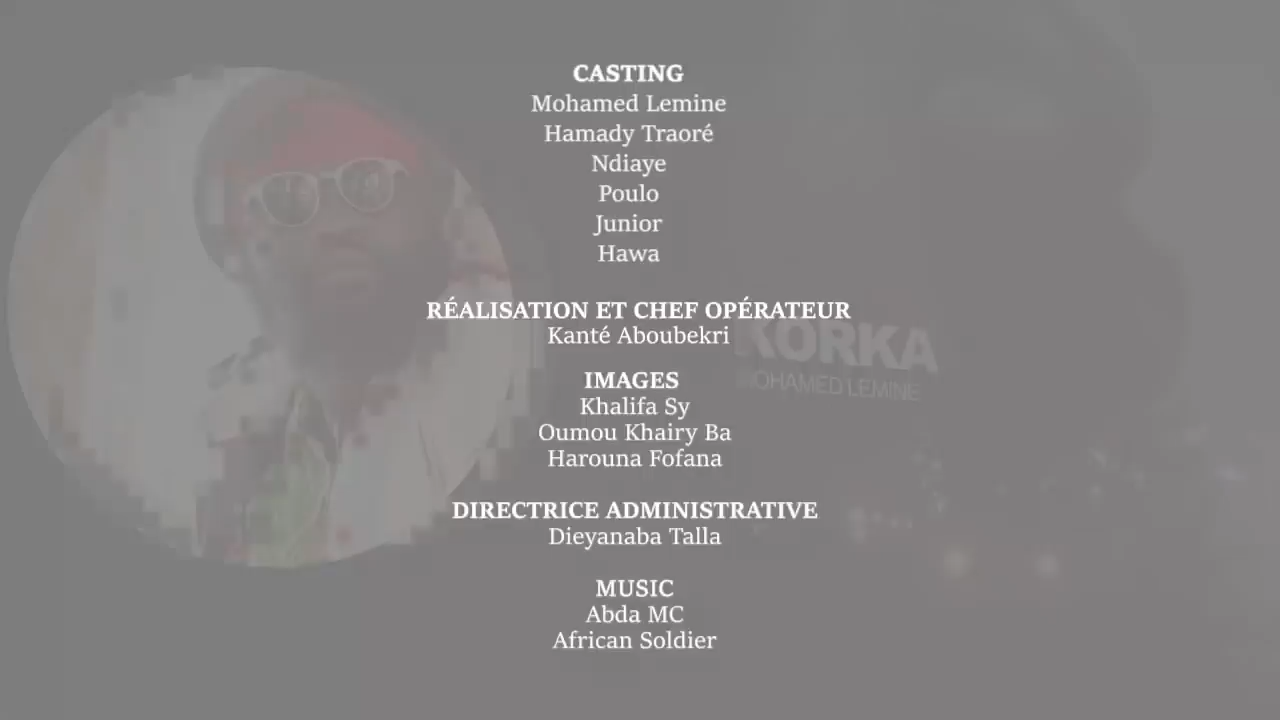 CASTING
Mohamed Lemine
Hamady Traoré
Ndiaye
Poulo
Junior
Hawa
RÉALISATION ET CHEF OPÉRATEUR
Kanté Aboubekri
KORKA
MOHAMED LEMINE
IMAGES
Khalifa Sy
Oumou Khairy Ba
Harouna Fofana
DIRECTRICE ADMINISTRATIVE
Dieyanaba Talla
MUSIC
Abda MC
African Soldier